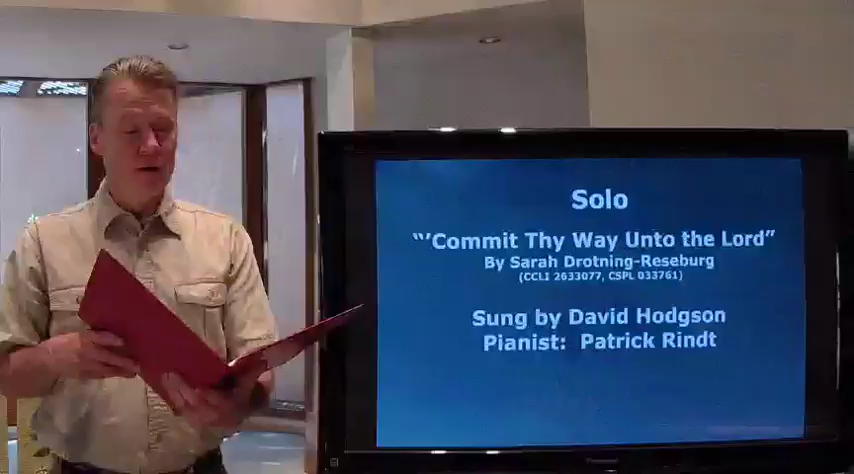 Solo
"'Commit Thy Way Unto the Lord"
By Sarah Drotning-Reseburg
(CCLI 2633077, CSPL 033761)
Sung by David Hodgson
Pianist: Patrick Rindt